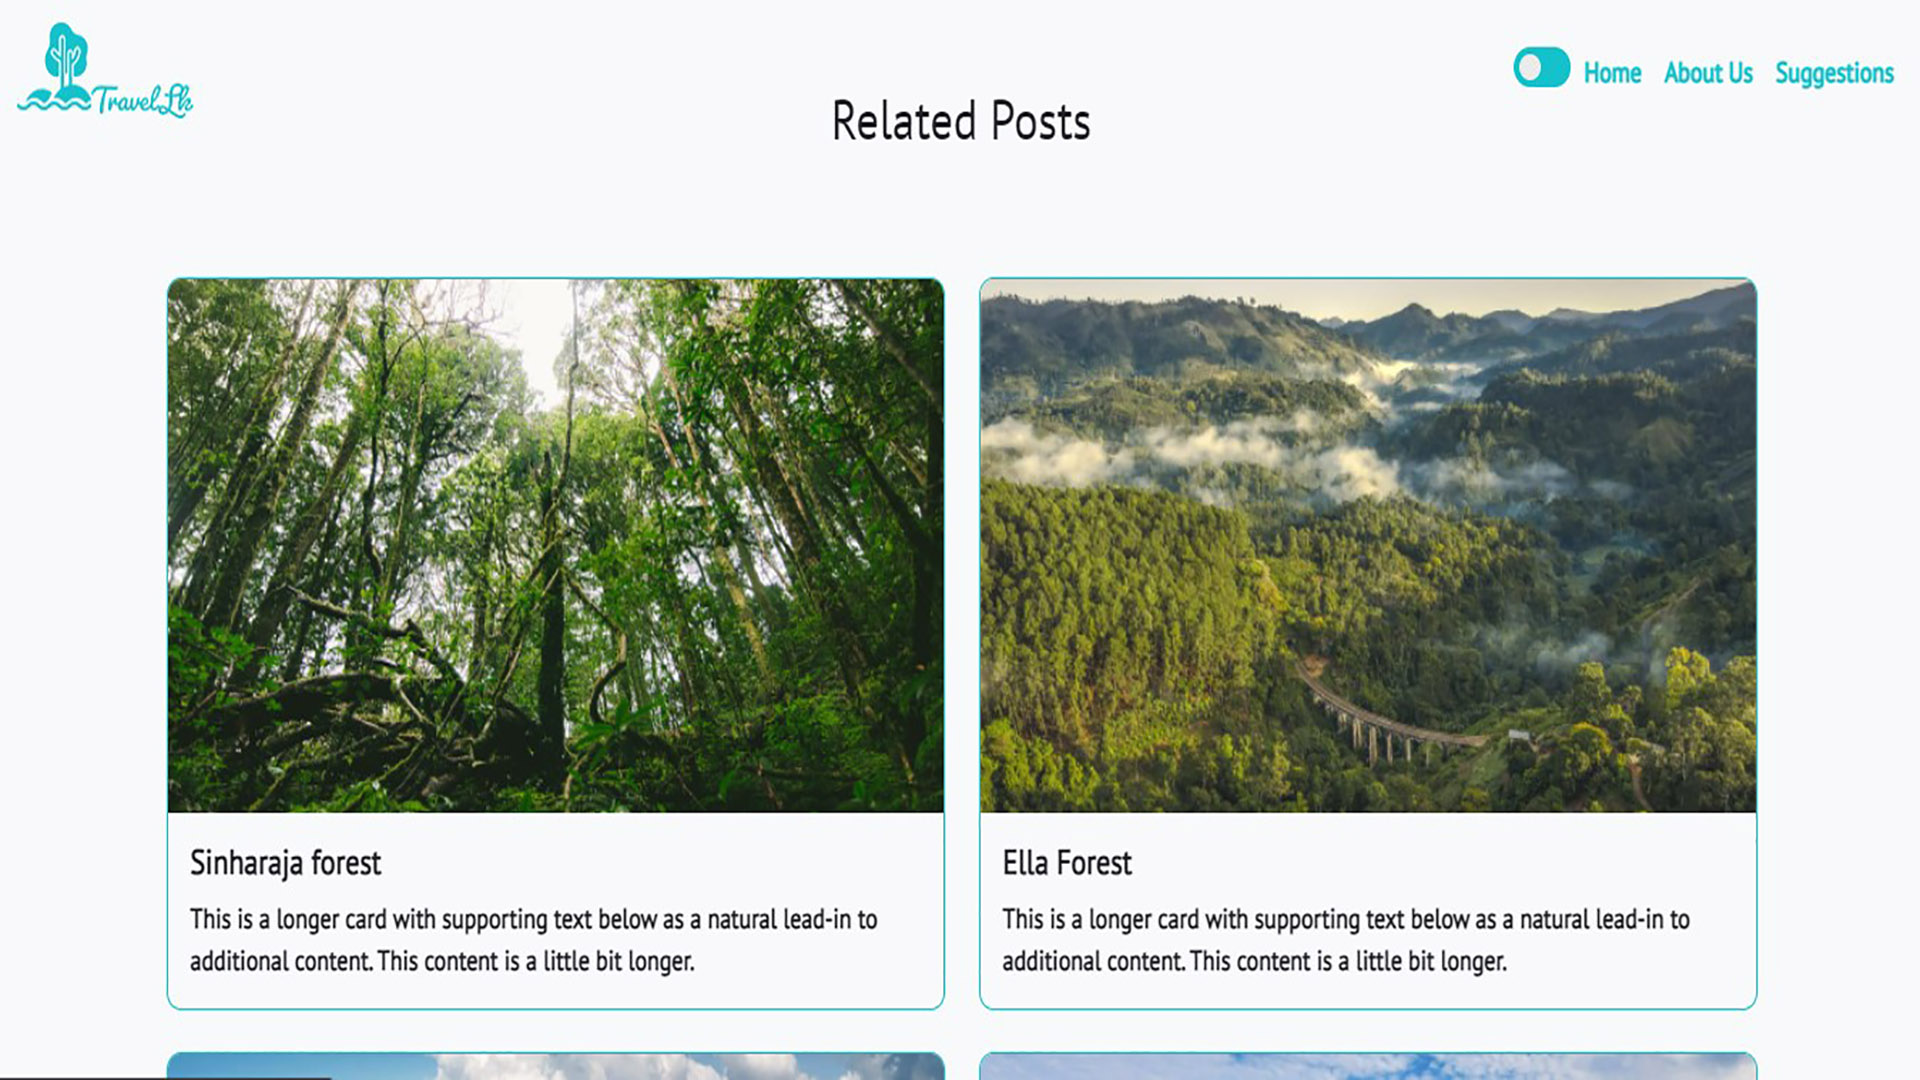 TravelLk
Home About Us Suggestions
Related Posts
Sinharaja forest
This is a longer card with supporting text below as a natural lead-in to
additional content. This content is a little bit longer.
Ella Forest
This is a longer card with supporting text below as a natural lead-in to
additional content. This content is a little bit longer.